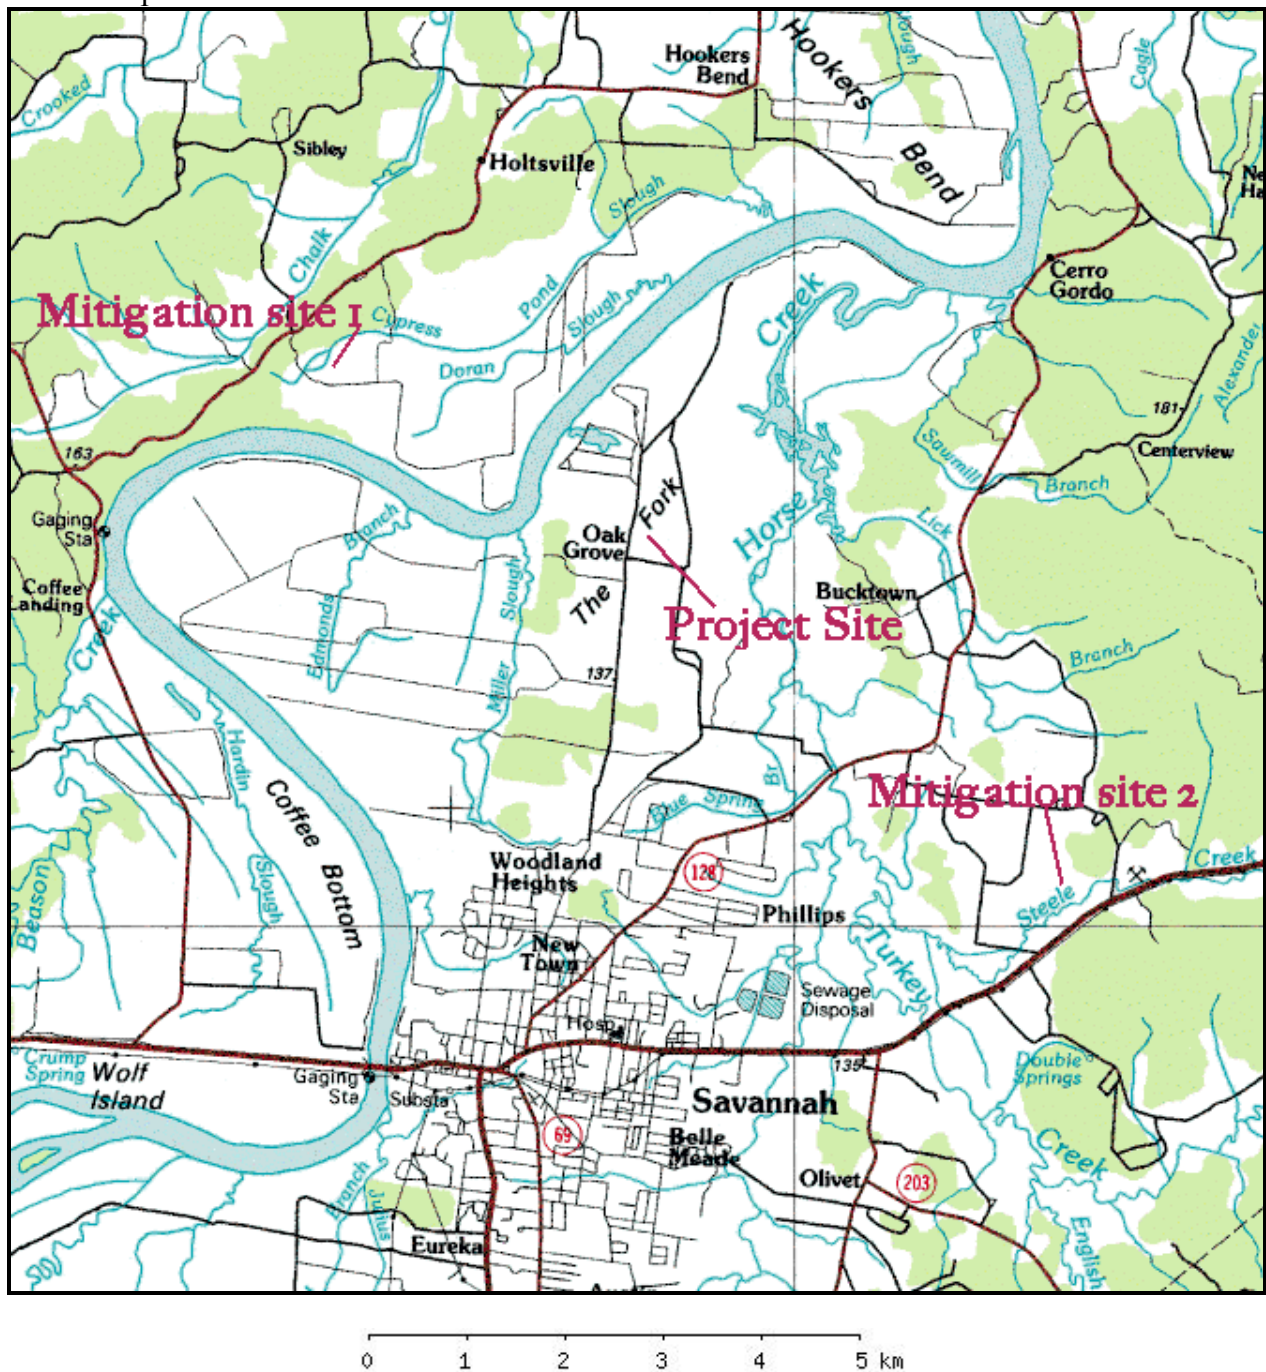 Hookers
Bend
Hookers
Bend
Slough
Cagle
Crooked
Sibley
Holtsville
Slough
Chalk
Cerro
Gordo
Mitigation site 1
Cypress
Pond
Slough
Doran
Creek
Alexander
181
Centerview
Sawmill
Branch
163
Gaging
Sta
Branch
Oak
Grove
Fork
Horse
Lick
Coffee
Landing
Creek
Edmonds
Slough
The
Bucktown
Project Site
Branch
Miller
137
Hardin
Coffee Bottom
Blue Spring Br
Mitigation site 2
Woodland
Heights
128
Creek
Beason
Slough
Steele
Phillips
New
Town
Turkey
Sewage
Disposal
Hosp
Crump
Spring
Wolf
Island
Gaging
Sta
Substa
135
Double
Springs
Savannah
69
Belle
Meade
Creek
Olivet
203
Branch
Julius
Eureka
English
0 1 2 3 4 5 km